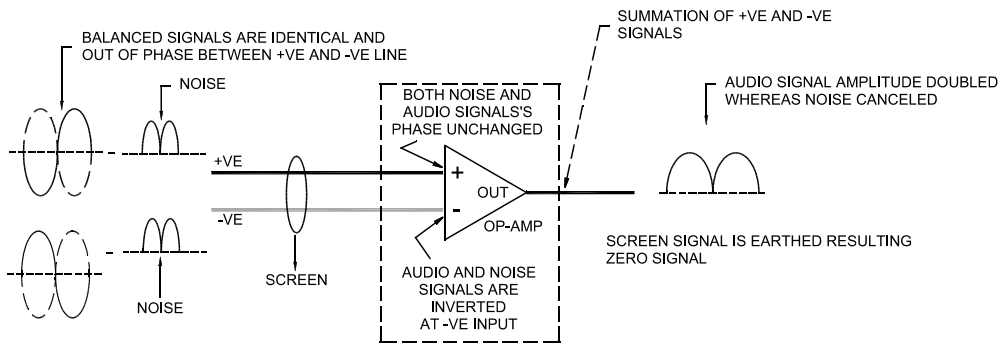 BALANCED SIGNALS ARE IDENTICAL AND
OUT OF PHASE BETWEEN +VE AND -VE LINE
NOISE
+VE
-VE
SCREEN
NOISE
BOTH NOISE AND
AUDIO SIGNALS'S
PHASE UNCHANGED
+
-
OUT
OP-AMP
AUDIO AND NOISE
SIGNALS ARE
INVERTED
AT -VE INPUT
SUMMATION OF +VE AND -VE
SIGNALS
AUDIO SIGNAL AMPLITUDE DOUBLED
WHEREAS NOISE CANCELED
SCREEN SIGNAL IS EARTHED RESULTING
ZERO SIGNAL